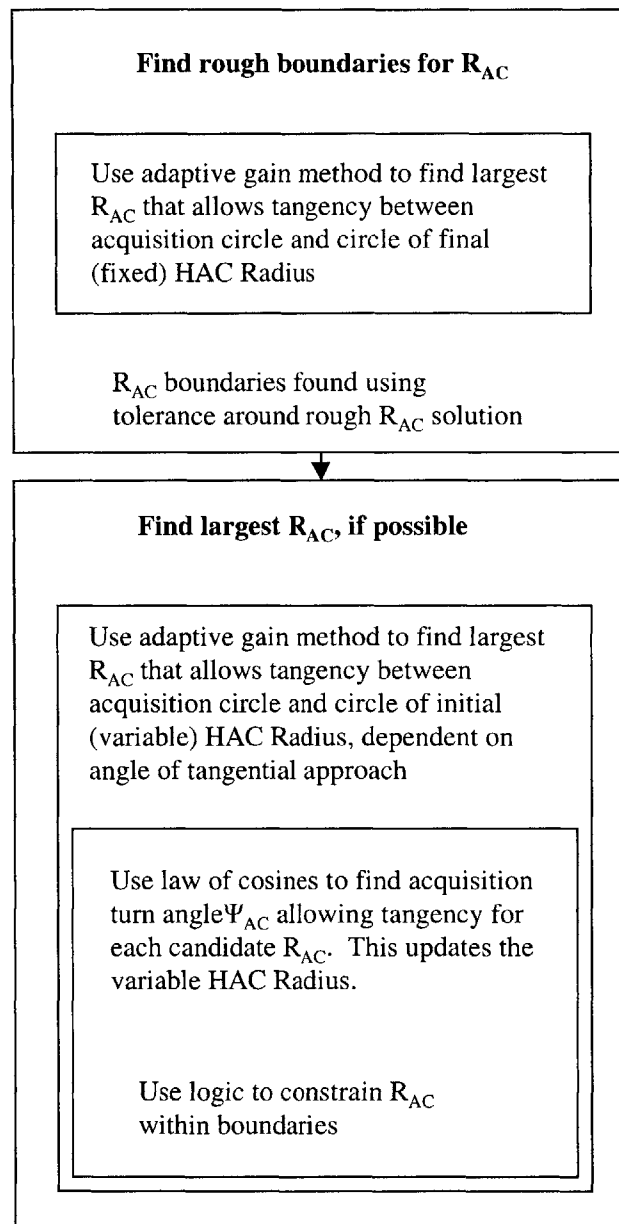 Find rough boundaries for R_AC
Use adaptive gain method to find largest
R_AC that allows tangency between
acquisition circle and circle of final
(fixed) HAC Radius
R_AC boundaries found using
tolerance around rough R_AC solution
Find largest R_AC, if possible
Use adaptive gain method to find largest
R_AC that allows tangency between
acquisition circle and circle of initial
(variable) HAC Radius, dependent on
angle of tangential approach
Use law of cosines to find acquisition
turn angleΨ_AC allowing tangency for
each candidate R_AC.  This updates the
variable HAC Radius.
Use logic to constrain R_AC
within boundaries